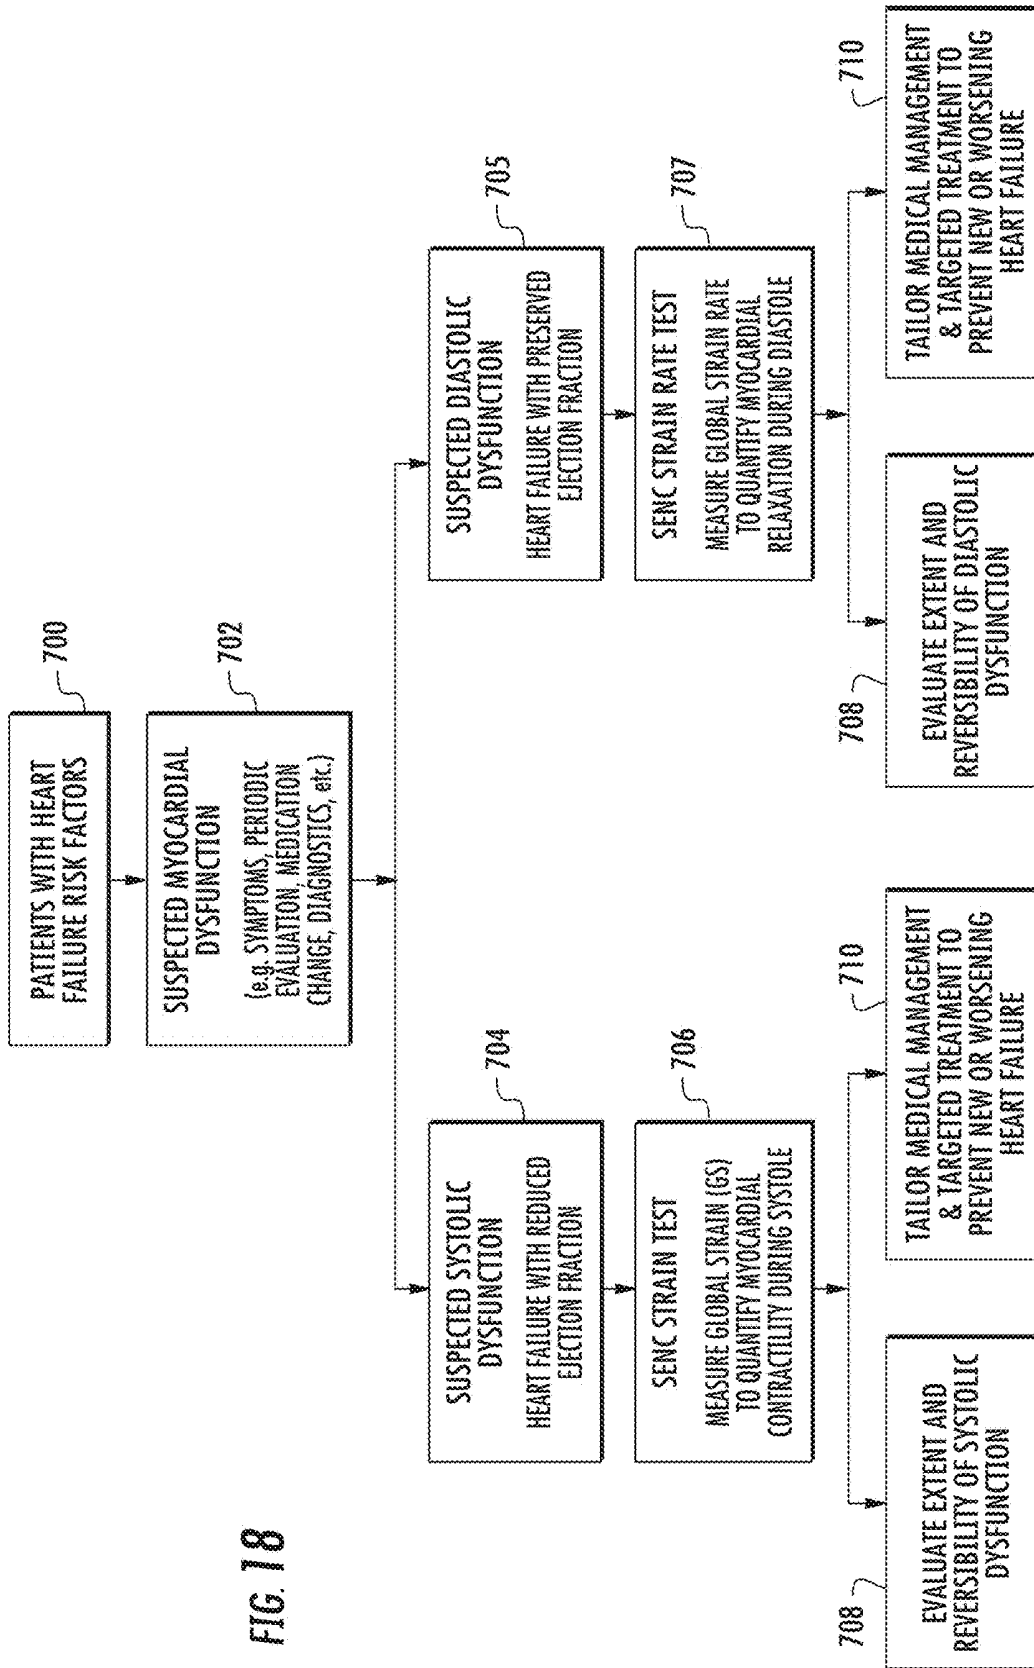 PATIENTS WITH HEART
FAILURE RISK FACTORS
700
SUSPECTED MYOCARDIAL
DYSFUNCTION
(e.g. SYMPTOMS, PERIODIC
EVALUATION, MEDICATION
CHANGE, DIAGNOSTICS, etc.)
702
FIG. 18
SUSPECTED SYSTOLIC
DYSFUNCTION
HEART FAILURE WITH REDUCED
EJECTION FRACTION
704
SUSPECTED DIASTOLIC
DYSFUNCTION
HEART FAILURE WITH PRESERVED
EJECTION FRACTION
705
SENC STRAIN TEST
MEASURE GLOBAL STRAIN (GS)
TO QUANTIFY MYOCARDIAL
CONTRACTILITY DURING SYSTOLE
706
SENC STRAIN RATE TEST
MEASURE GLOBAL STRAIN RATE
TO QUANTIFY MYOCARDIAL
RELAXATION DURING DIASTOLE
707
708
EVALUATE EXTENT AND
REVERSIBILITY OF SYSTOLIC
DYSFUNCTION
710
TAILOR MEDICAL MANAGEMENT
& TARGETED TREATMENT TO
PREVENT NEW OR WORSENING
HEART FAILURE
708
EVALUATE EXTENT AND
REVERSIBILITY OF DIASTOLIC
DYSFUNCTION
710
TAILOR MEDICAL MANAGEMENT
& TARGETED TREATMENT TO
PREVENT NEW OR WORSENING
HEART FAILURE